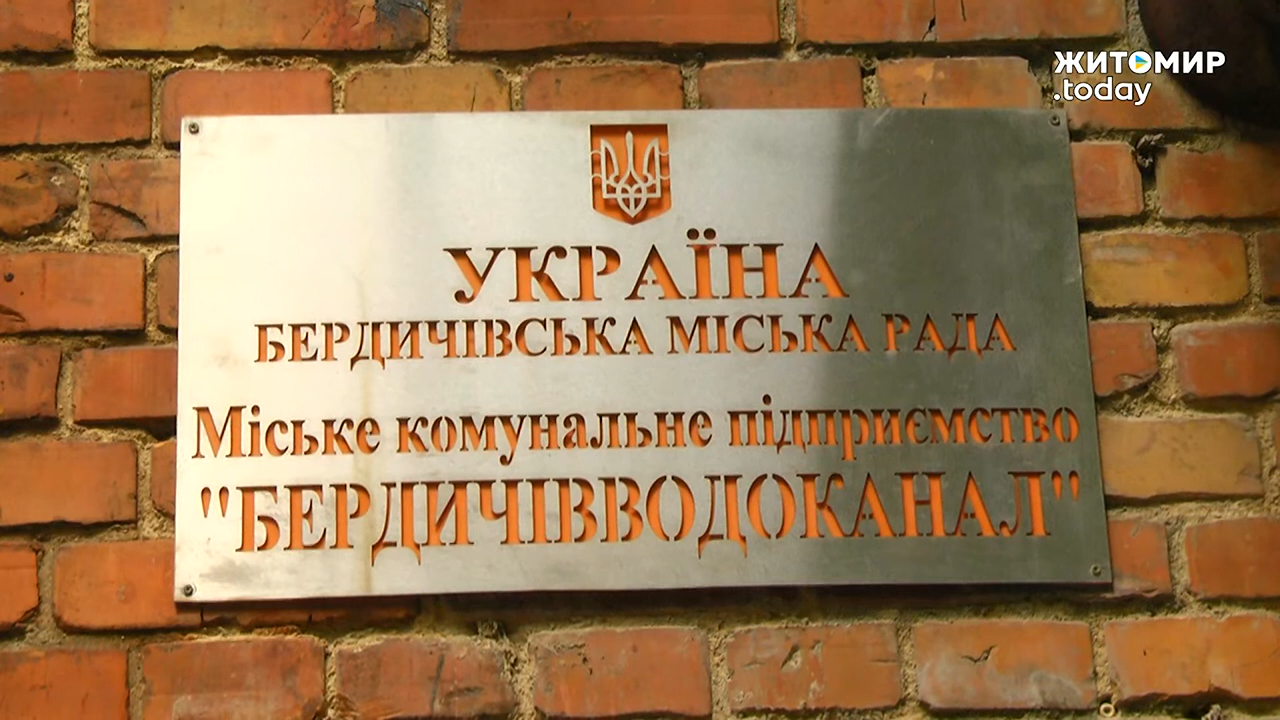 ЖИТОМИР
.today
УКРАЇНА
БЕРДИЧІВСЬКА МІСЬКА РАДА
Міське комунальне підприємство
"БЕРДИЧІВВОДОКАНАЛ"